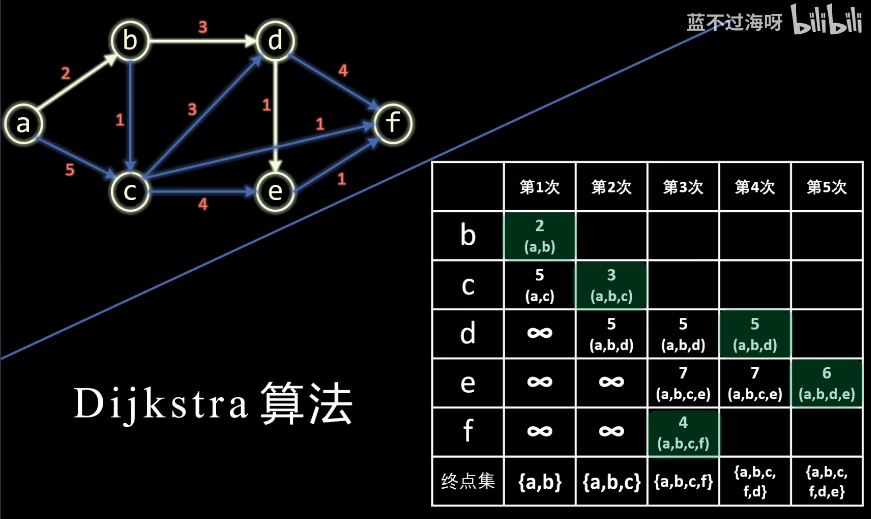 蓝不过海呀 bilibili
b
3
d
2
4
a
1
3
1
1
f
5
c
4
e
1
第1次 第2次 第3次 第4次 第5次
b 2
(a,b)
c 5 3
(a,c) (a,b,c)
d ∞ 5 5 5
(a,b,d) (a,b,d) (a,b,d)
e ∞ ∞ 7 7 6
(a,b,c,e) (a,b,c,e) (a,b,d,e)
f ∞ ∞ 4
(a,b,c,f)
终点集 {a,b} {a,b,c} {a,b,c,f} {a,b,c, {a,b,c,
f,d} f,d,e}
Dijkstra 算法